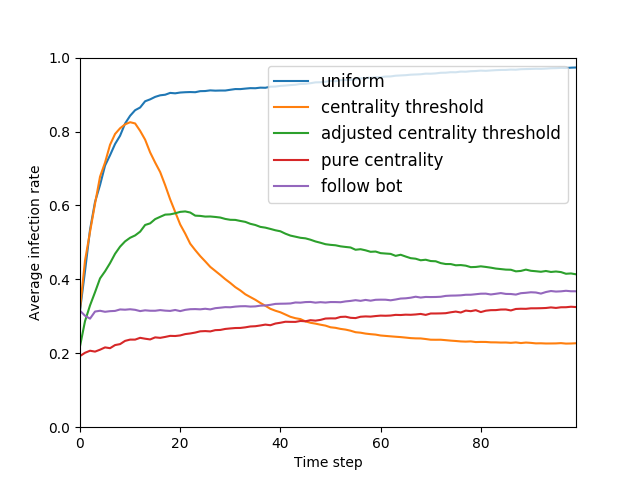 1.0
0.8
0.6
0.4
0.2
0.0
Average infection rate
uniform
centrality threshold
adjusted centrality threshold
pure centrality
follow bot
0 20 40 60 80
Time step